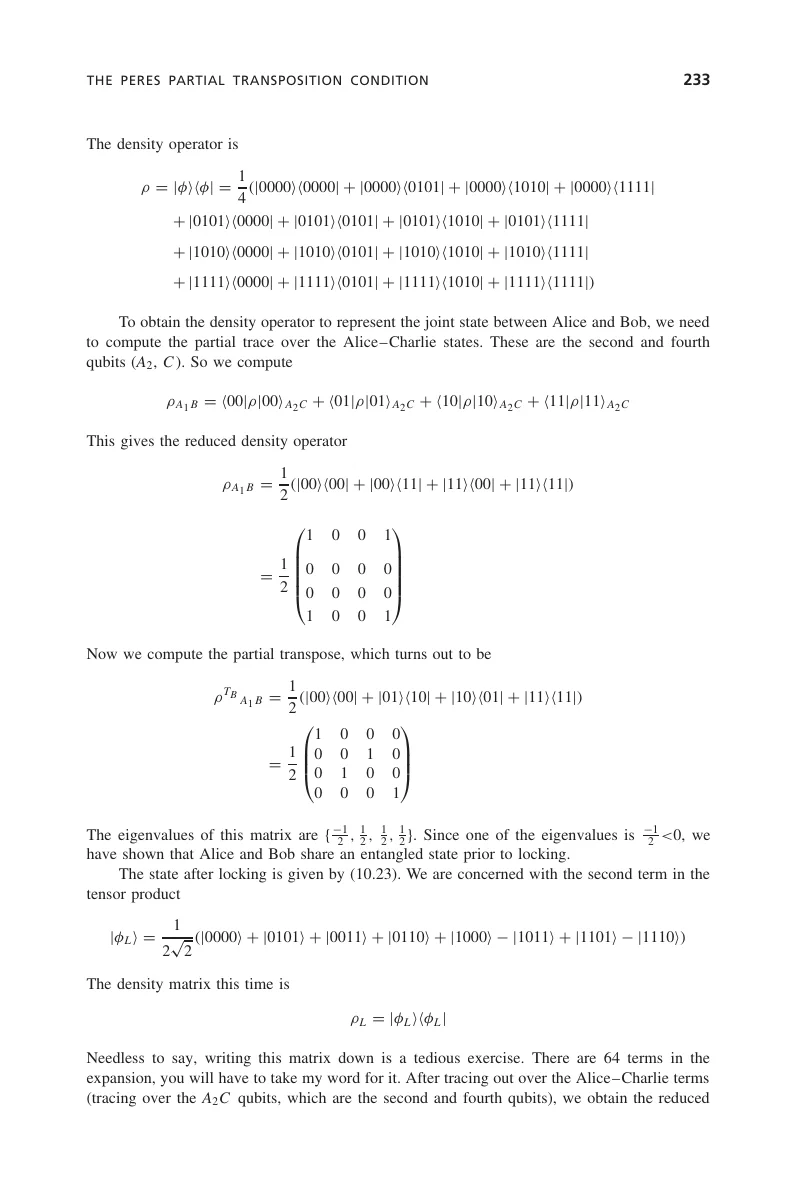 THE PERES PARTIAL TRANSPOSITION CONDITION 233
The density operator is
ρ = |φ⟩⟨φ| = 1/4 (|0000⟩⟨0000| + |0000⟩⟨0101| + |0000⟩⟨1010| + |0000⟩⟨1111|
+ |0101⟩⟨0000| + |0101⟩⟨0101| + |0101⟩⟨1010| + |0101⟩⟨1111|
+ |1010⟩⟨0000| + |1010⟩⟨0101| + |1010⟩⟨1010| + |1010⟩⟨1111|
+ |1111⟩⟨0000| + |1111⟩⟨0101| + |1111⟩⟨1010| + |1111⟩⟨1111|)
To obtain the density operator to represent the joint state between Alice and Bob, we need
to compute the partial trace over the Alice–Charlie states. These are the second and fourth
qubits (A₂, C). So we compute
ρ_{A₁B} = ⟨00|ρ|00⟩_{A₂C} + ⟨01|ρ|01⟩_{A₂C} + ⟨10|ρ|10⟩_{A₂C} + ⟨11|ρ|11⟩_{A₂C}
This gives the reduced density operator
ρ_{A₁B} = 1/2 (|00⟩⟨00| + |00⟩⟨11| + |11⟩⟨00| + |11⟩⟨11|)
1 0 0 1
= 1/2 0 0 0 0
0 0 0 0
1 0 0 1
Now we compute the partial transpose, which turns out to be
ρ^{T_B}_{A₁B} = 1/2 (|00⟩⟨00| + |01⟩⟨10| + |10⟩⟨01| + |11⟩⟨11|)
1 0 0 0
= 1/2 0 0 1 0
0 1 0 0
0 0 0 1
The eigenvalues of this matrix are {−1/2, 1/2, 1/2, 1/2}. Since one of the eigenvalues is −1/2 <0, we
have shown that Alice and Bob share an entangled state prior to locking.
The state after locking is given by (10.23). We are concerned with the second term in the
tensor product
|φ_L⟩ = 1/2√2 (|0000⟩ + |0101⟩ + |0011⟩ + |0110⟩ + |1000⟩ − |1011⟩ + |1101⟩ − |1110⟩)
The density matrix this time is
ρ_L = |φ_L⟩⟨φ_L|
Needless to say, writing this matrix down is a tedious exercise. There are 64 terms in the
expansion, you will have to take my word for it. After tracing out over the Alice–Charlie terms
(tracing over the A₂C qubits, which are the second and fourth qubits), we obtain the reduced